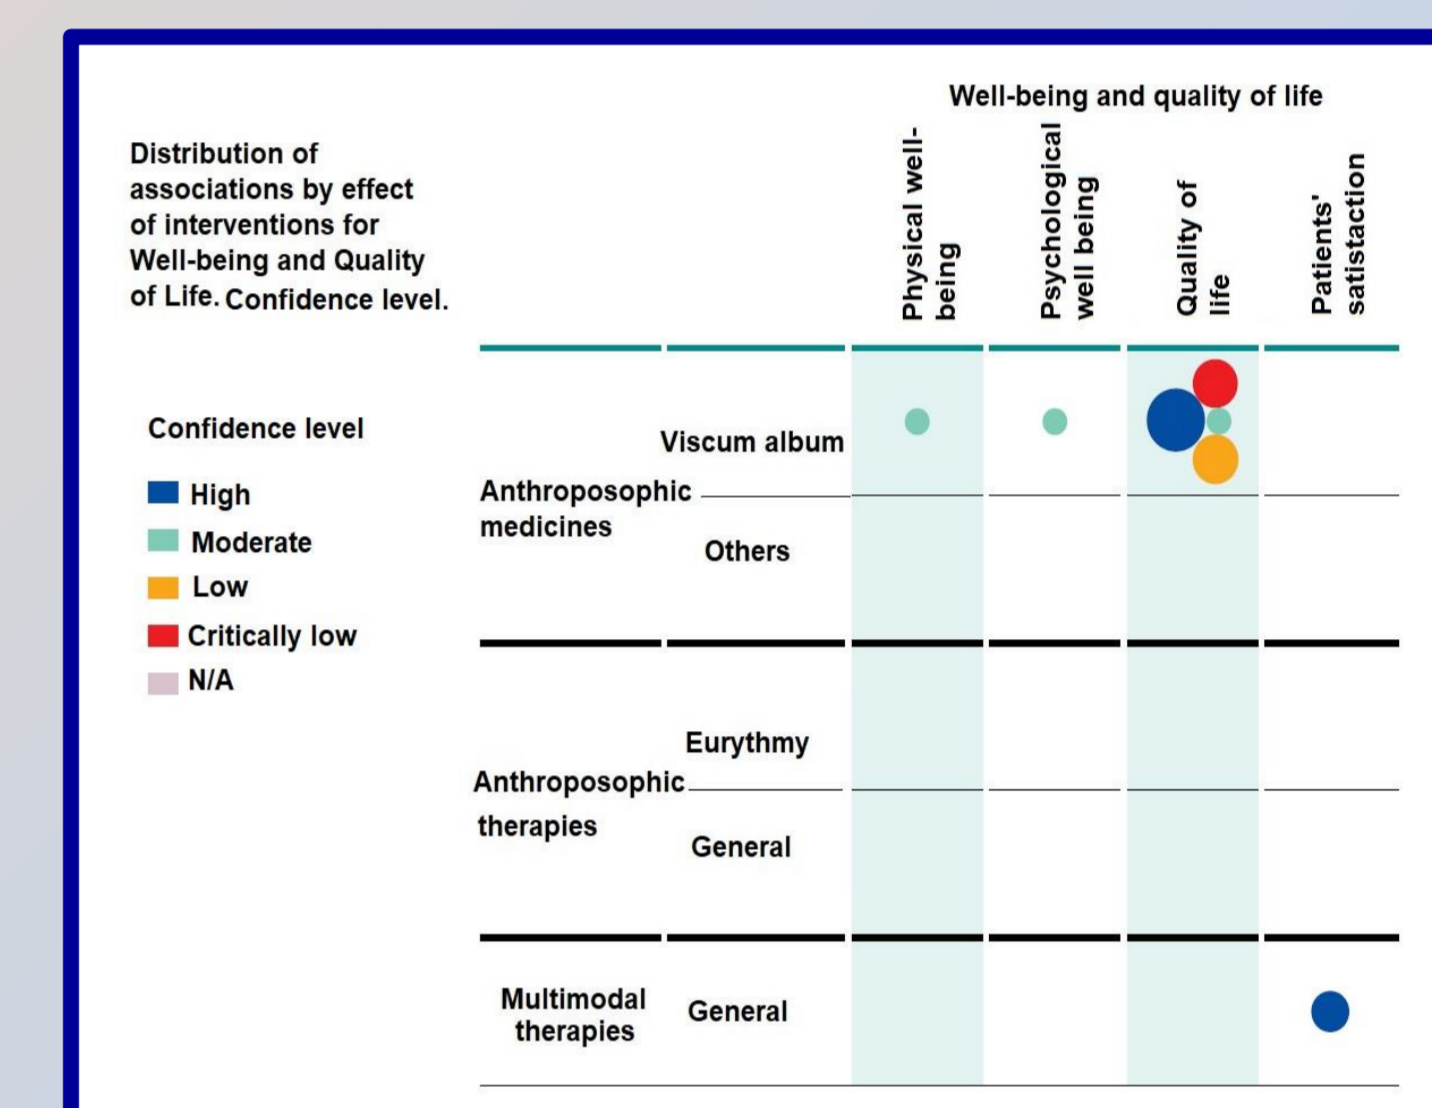 Well-being and quality of life
Distribution of
associations by effect
of interventions for
Well-being and Quality
of Life. Confidence level.
Physical well-
being
Psychological
well being
Quality of
life
Patients'
satistaction
Confidence level
High
Moderate
Low
Critically low
N/A
Viscum album
Anthroposophic
medicines
Others
Eurythmy
Anthroposophic
therapies
General
Multimodal
therapies
General